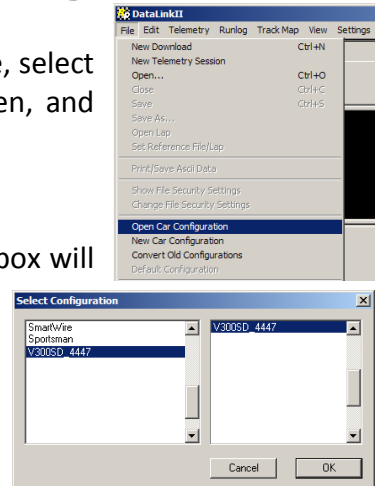 DataLinkII
File Edit Telemetry Runlog Track Map View Settings
New Download Ctrl+N
New Telemetry Session
Open... Ctrl+O
Close Ctrl+C
Save Ctrl+S
Save As...
Open Lap
Set Reference File/Lap
Print/Save Ascii Data
Show File Security Settings
Change File Security Settings
Open Car Configuration
New Car Configuration
Convert Old Configurations
Default Configuration
e, select
en, and
box will
Select Configuration
SmartWire
Sportsman
V300SD_4447
V300SD_4447
Cancel OK